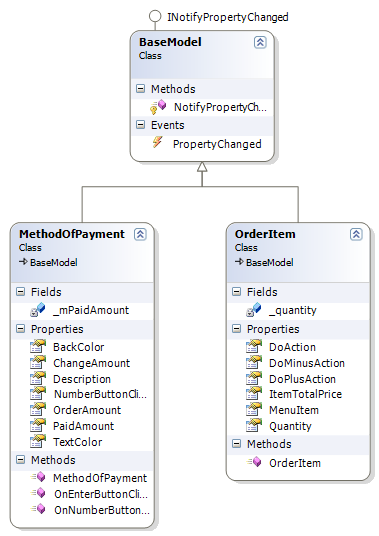 INotifyPropertyChanged
BaseModel
Class
Methods
NotifyPropertyCh...
Events
PropertyChanged
MethodOfPayment
Class
BaseModel
Fields
_mPaidAmount
Properties
BackColor
ChangeAmount
Description
NumberButtonCli...
OrderAmount
PaidAmount
TextColor
Methods
MethodOfPayment
OnEnterButtonCli...
OnNumberButton...
OrderItem
Class
BaseModel
Fields
_quantity
Properties
DoAction
DoMinusAction
DoPlusAction
ItemTotalPrice
MenuItem
Quantity
Methods
OrderItem